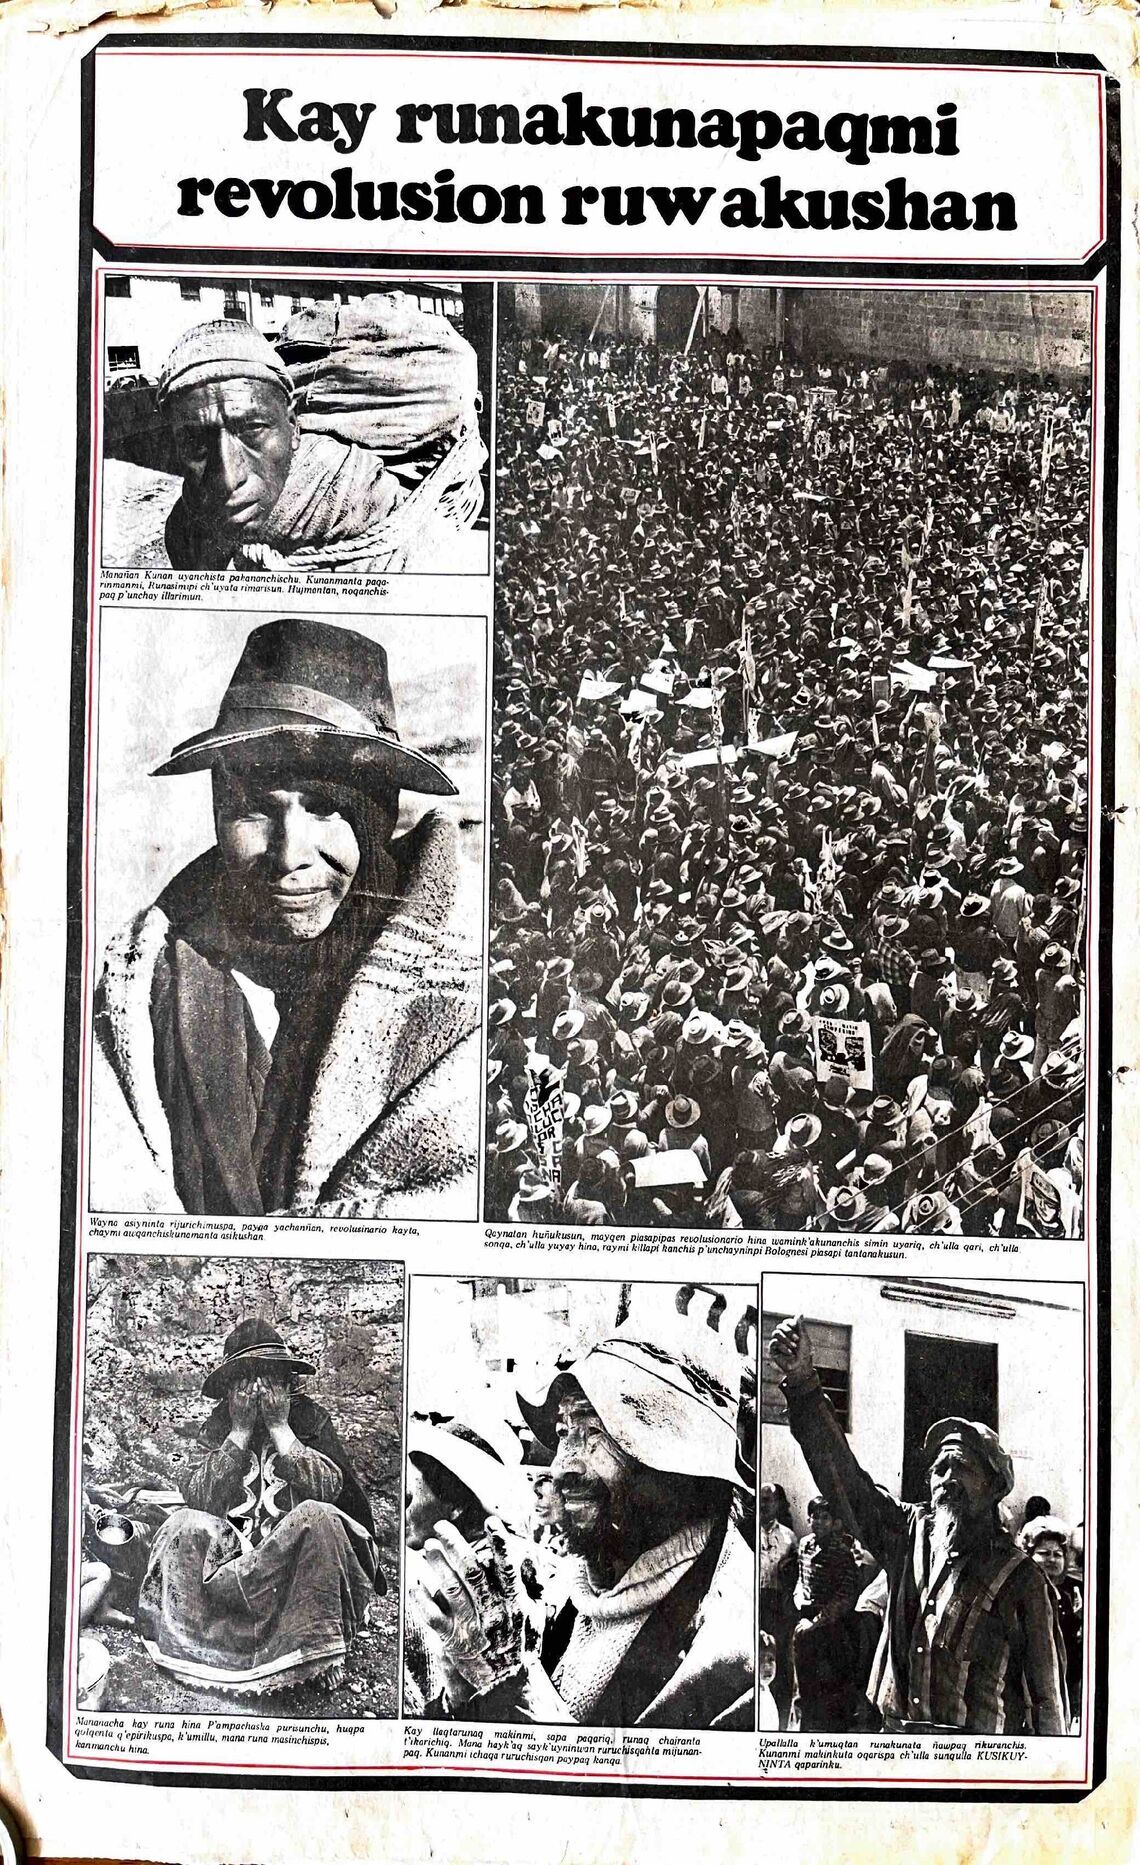 Kay runakunapaqmi
revolusion ruwakushan
Manañan Kunan uyanchista pakananchischu. Kunanmanta paqa-
rinmanmi, Runasimipi ch'uyata rimarisun. Hujmantan, noqanchis-
paq p'unchay illarimun.
Wayna asiyninta rijurichimuspa, payqa yachanñan, revolusinario kayta,
chaymi auqanchiskunamanta asikushan.
Qaynatan huñukusun, mayqen piasapipas revolusionario hina wamink'akunanchis simin uyariq, ch'ulla qari, ch'ulla
sonqo, ch'ulla yuyay hina, raymi killapi kanchis p'unchayninpi Bolognesi piasapi tantanakusun.
Mananacha kay runa hina P'ampachaska purisunchu, huqpa
qolqenta q'epirikuspa, k'umillu, mana runa masinchispis,
kanmanchu hina.
Kay llaqtarunaq makinmi, sapa paqariq, runaq chairanta
t'ikarichiq. Mana hayk'aq sayk'uyninwan ruruchisqanta mijunan-
paq. Kunanmi ichaqa ruruchisqan paypaq kanqa.
Upallalla k'umuqtan runakunata ñawpaq rikuranchis.
Kunanmi makinkuta oqarispa ch'ulla sunqulla KUSIKUY-
NINTA qaparinku.